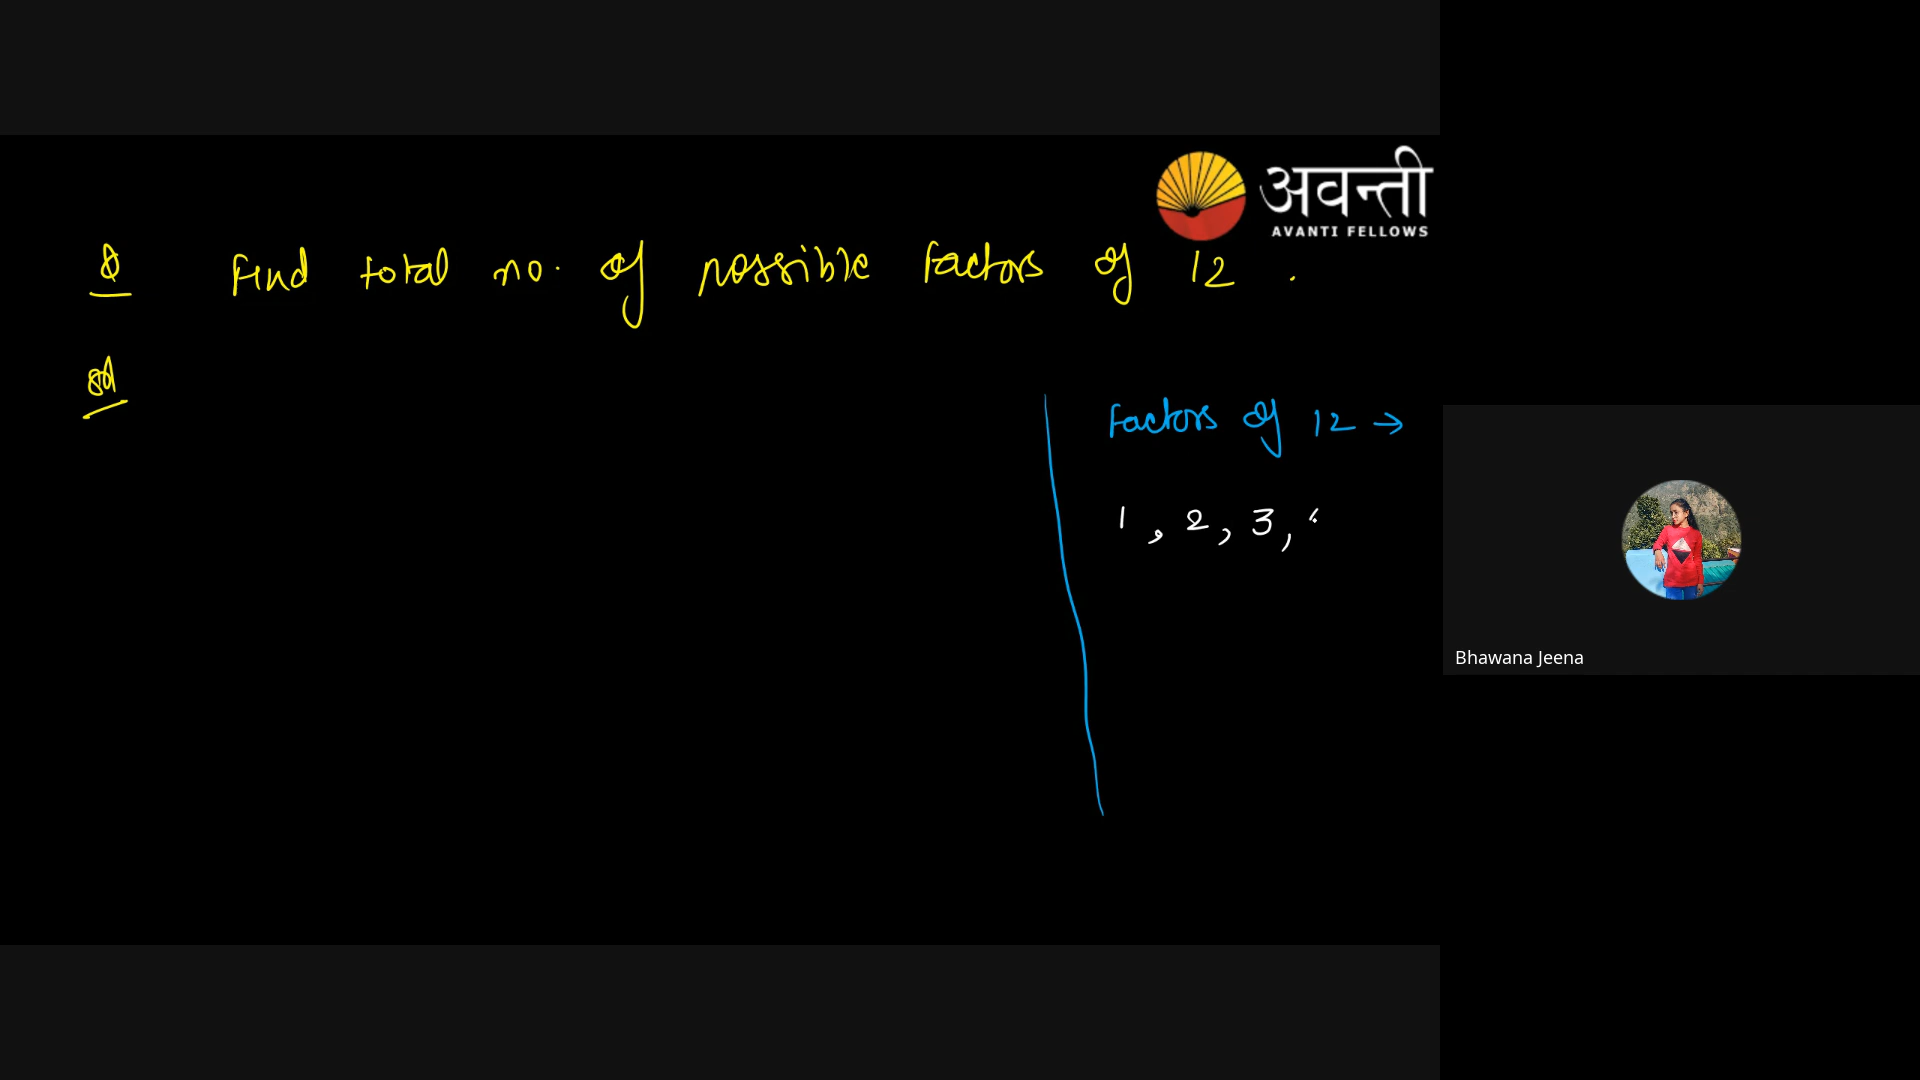 अवन्ती
AVANTI FELLOWS
Q Find total no. of possible factors of 12 .
Sol
Factors of 12 →
1 , 2 , 3 ,
Bhawana Jeena